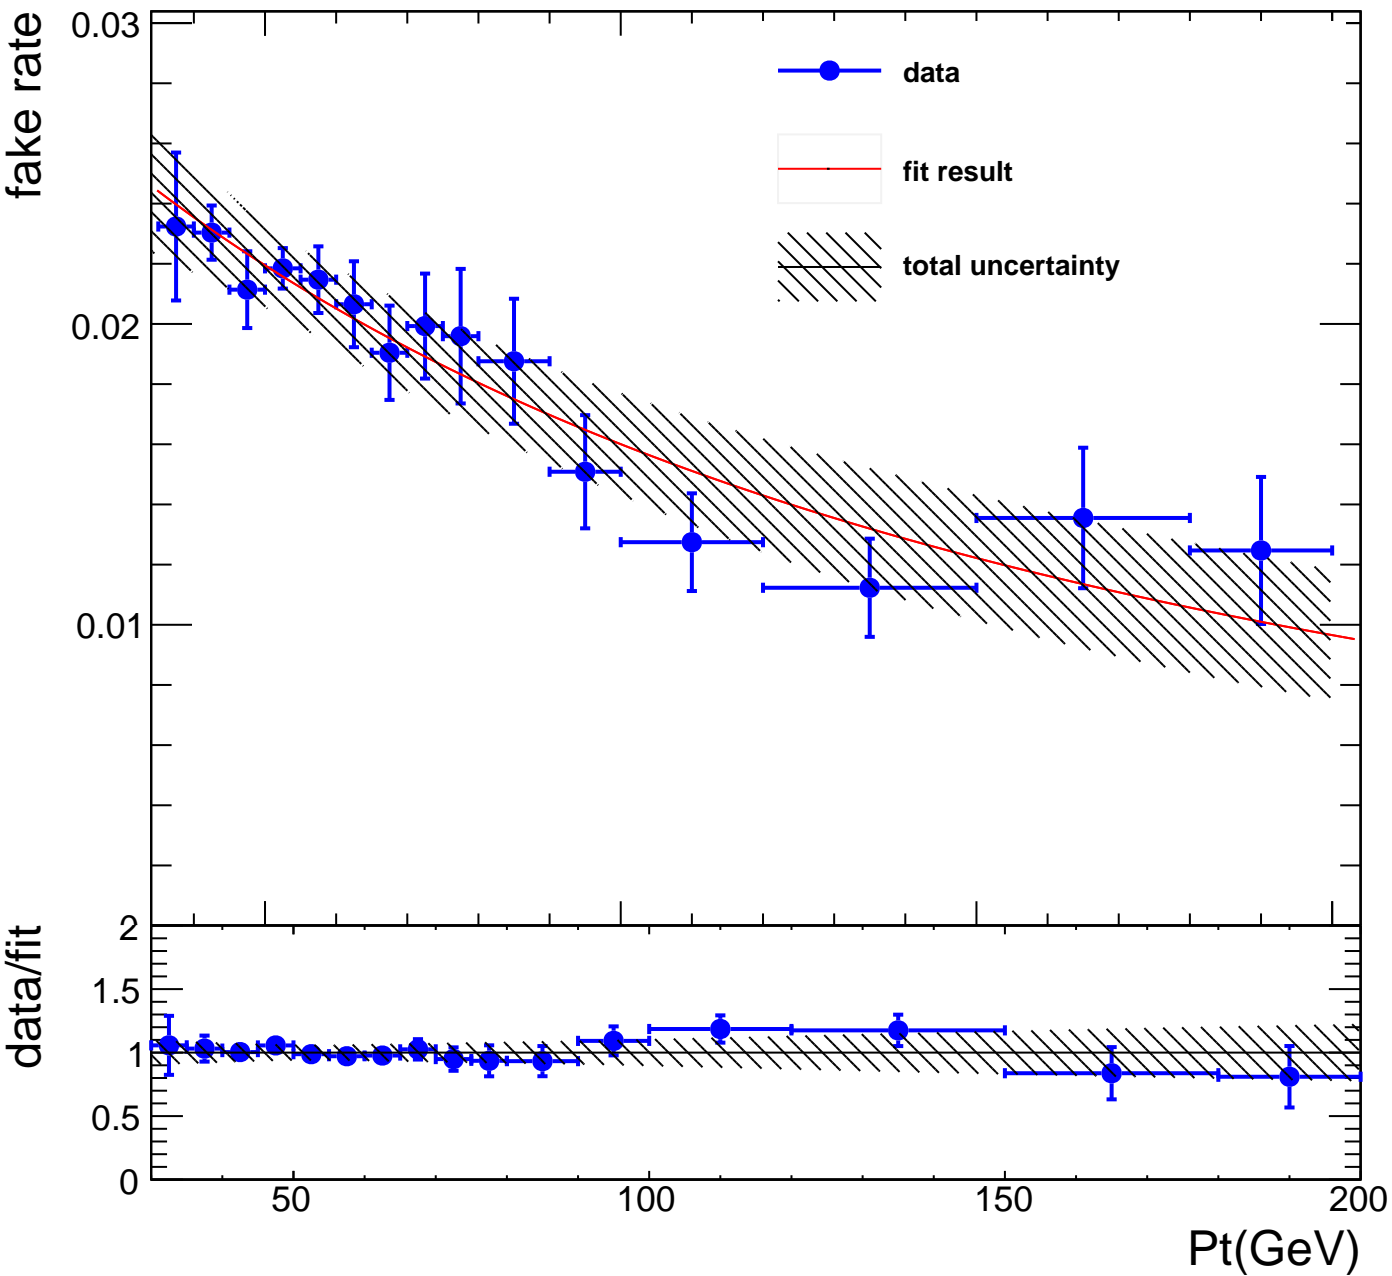 fake rate
0.03
0.02
0.01
data
fit result
total uncertainty
data/fit
2
1.5
1
0.5
0
50
100
150
200
Pt(GeV)